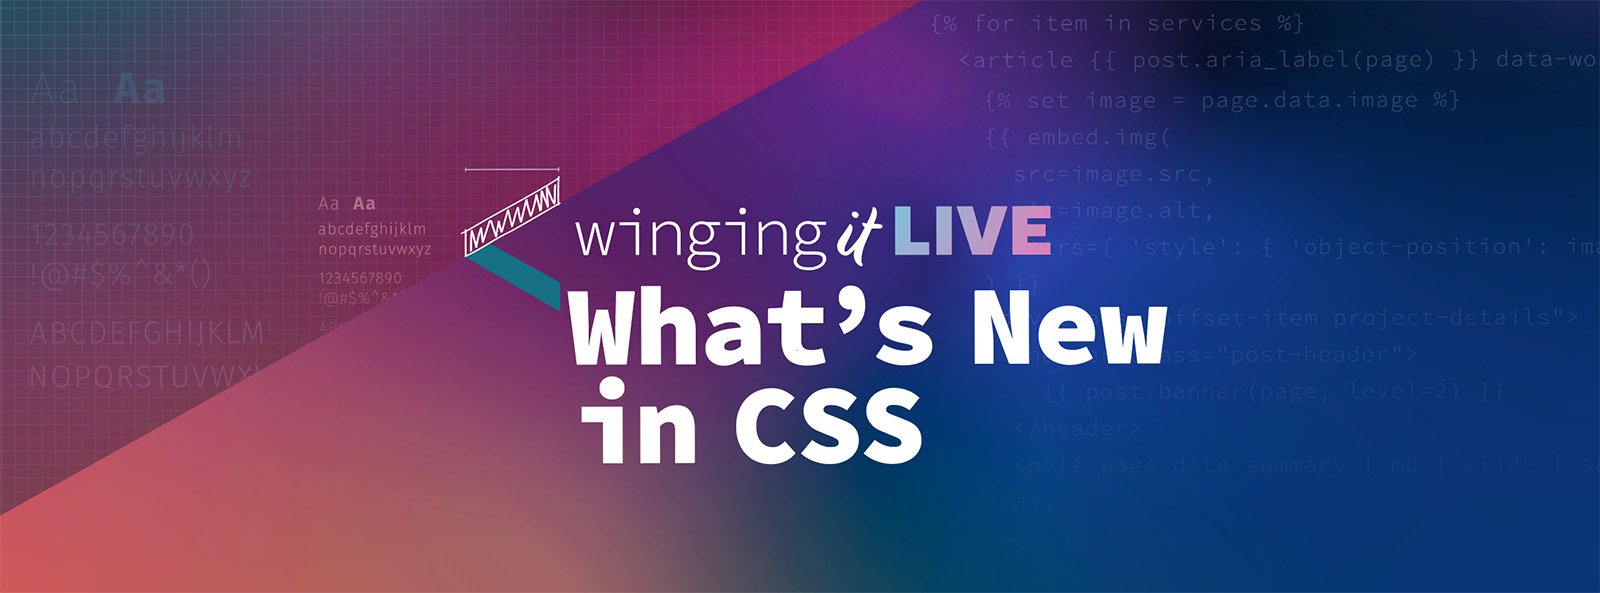 Aa Aa
abcdefghijklm
nopqrstuvwxyz
1234567890
!@#$%^&*()
ABCDEFGHIJKLM
NOPQRSTUVWX
Aa Aa
abcdefghijklm
nopqrstuvwxyz
1234567890
!@#$%^&*
winging it LIVE
What's New
in CSS
{% for item in services %}
<article {{ post.aria_label(page) }} data-wo
{% set image = page.data.image %}
{{ embed.img(
src=image.src,
=image.alt,
rs={ 'style': { 'object-position': ima
) }}
ffset-item project-details">
ass="post-header">
{{ post.banner(page, level=2) }}
</header>
<p>{{ page.data.summary | md | elide | sa
</div>
</article>